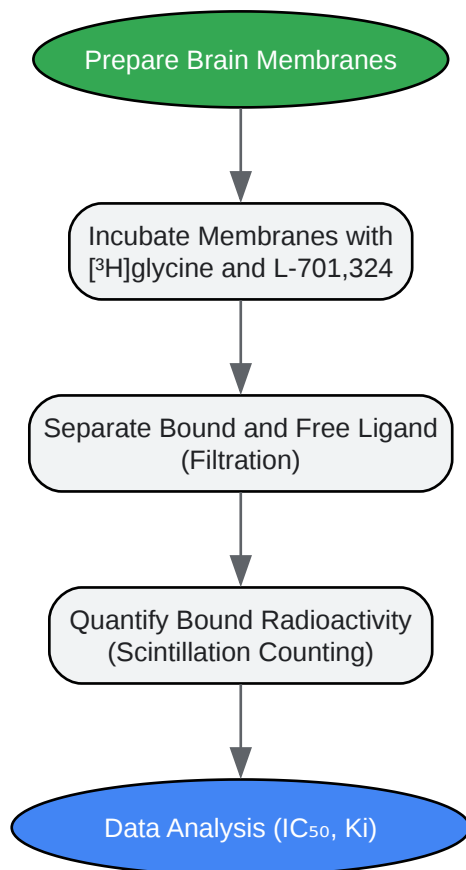 Prepare Brain Membranes
Incubate Membranes with
[³H]glycine and L-701,324
Separate Bound and Free Ligand
(Filtration)
Quantify Bound Radioactivity
(Scintillation Counting)
Data Analysis (IC₅₀, Ki)